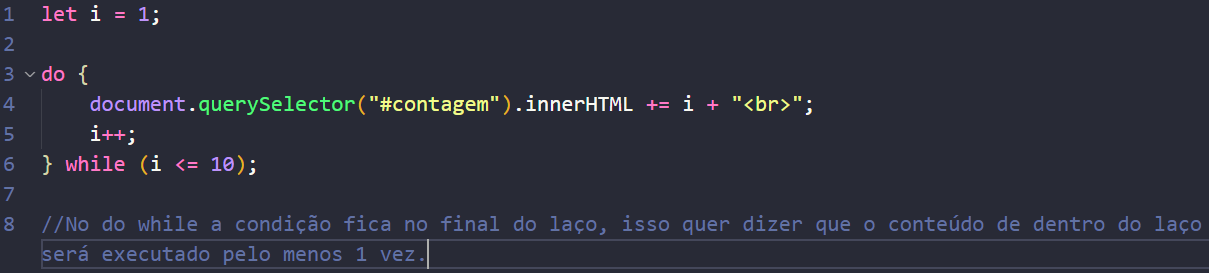 1 let i = 1;
2
3 do {
4 document.querySelector("#contagem").innerHTML += i + "<br>";
5 i++;
6 } while (i <= 10);
7
8 //No do while a condição fica no final do laço, isso quer dizer que o conteúdo de dentro do laço
será executado pelo menos 1 vez.